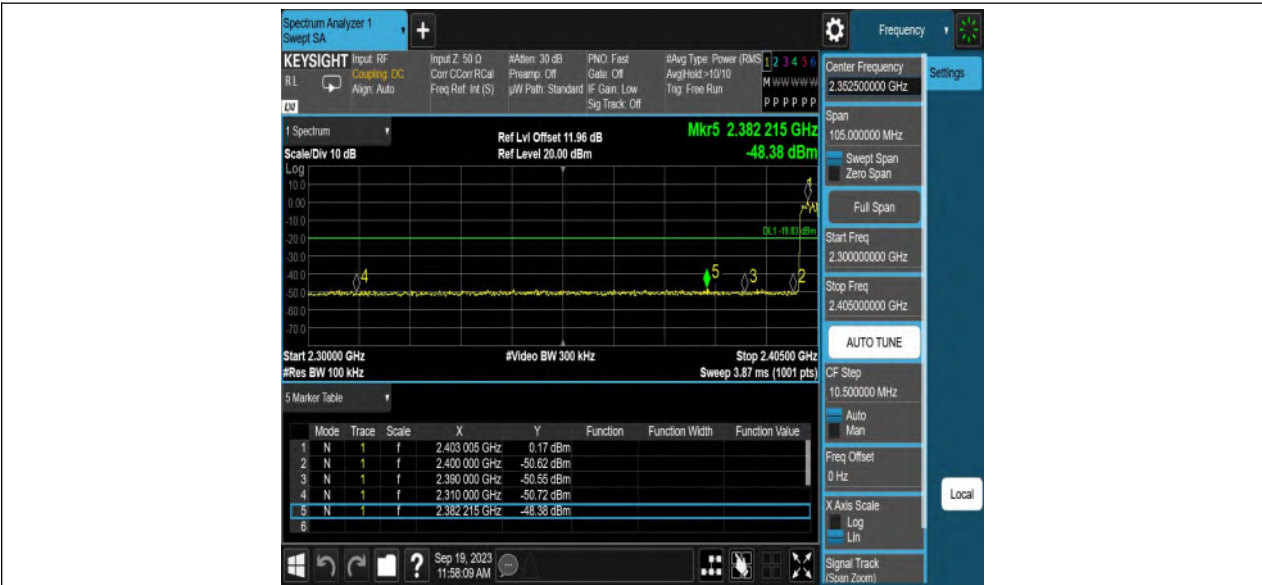 Spectrum Analyzer 1
Swept SA
+
Frequency
KEYSIGHT
RL
LXI
Input: RF
Coupling: DC
Align: Auto
Input Z: 50 Ω
Corr CCorr RCal
Freq Ref: Int (S)
#Atten: 30 dB
Preamp: Off
µW Path: Standard
PNO: Fast
Gate: Off
IF Gain: Low
Sig Track: Off
#Avg Type: Power (RMS
Avg|Hold:>10/10
Trig: Free Run
1 2 3 4 5 6
M W W W W W
P P P P P P
1 Spectrum
Scale/Div 10 dB
Ref Lvl Offset 11.96 dB
Ref Level 20.00 dBm
Mkr5 2.382 215 GHz
-48.38 dBm
Log
10.0
0.00
-10.0
-20.0
-30.0
-40.0
-50.0
-60.0
-70.0
1
DL1 -19.83 dBm
4
5
3
2
Start 2.30000 GHz
#Video BW 300 kHz
Stop 2.40500 GHz
#Res BW 100 kHz
Sweep 3.87 ms (1001 pts)
5 Marker Table
Mode Trace Scale X Y Function Function Width Function Value
1 N 1 f 2.403 005 GHz 0.17 dBm
2 N 1 f 2.400 000 GHz -50.62 dBm
3 N 1 f 2.390 000 GHz -50.55 dBm
4 N 1 f 2.310 000 GHz -50.72 dBm
5 N 1 f 2.382 215 GHz -48.38 dBm
6
?
Sep 19, 2023
11:58:09 AM
Center Frequency
2.352500000 GHz
Settings
Span
105.000000 MHz
Swept Span
Zero Span
Full Span
Start Freq
2.300000000 GHz
Stop Freq
2.405000000 GHz
AUTO TUNE
CF Step
10.500000 MHz
Auto
Man
Freq Offset
0 Hz
X Axis Scale
Log
Lin
Signal Track
(Span Zoom)
Local